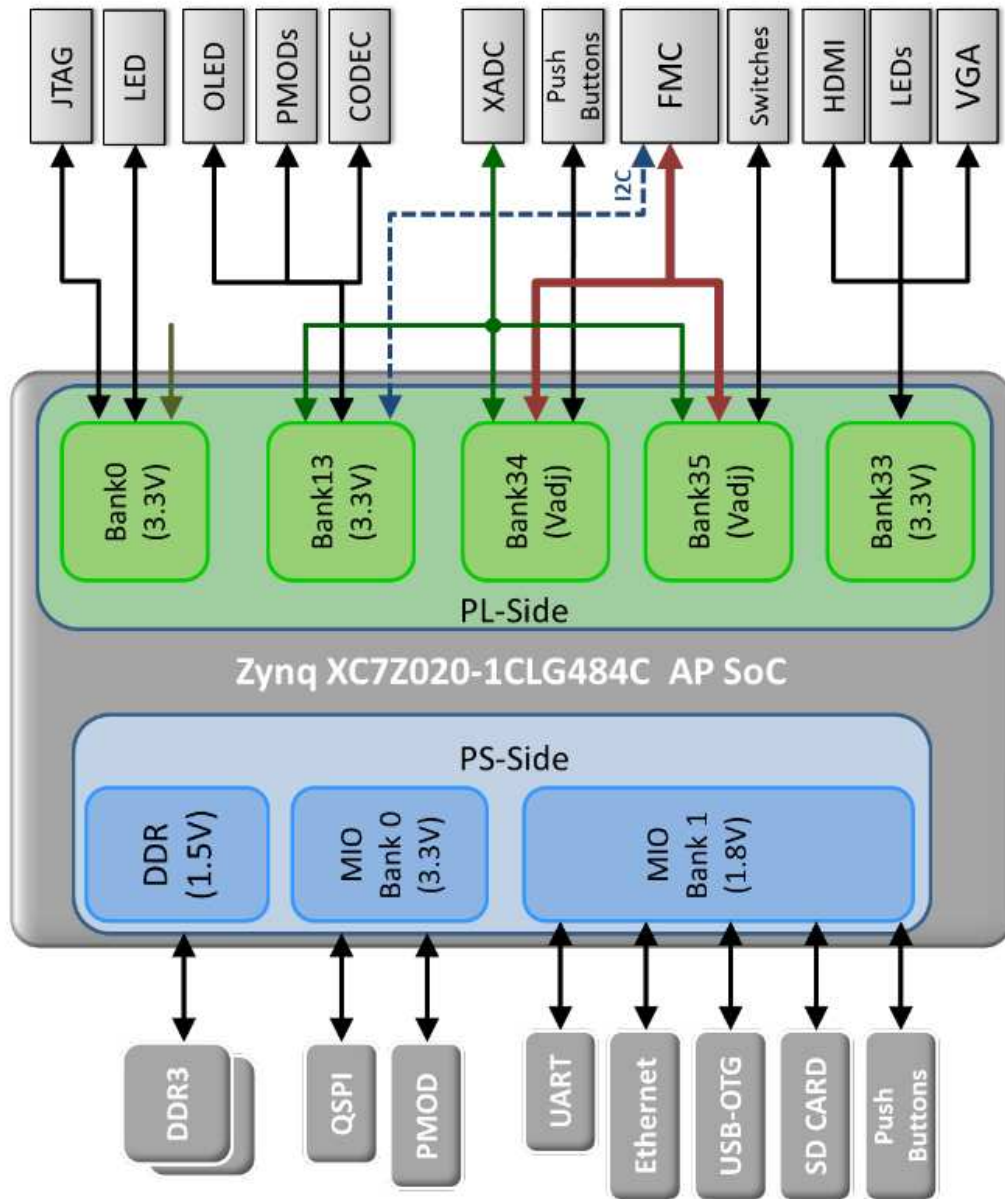 JTAG
LED
OLED
PMODs
CODEC
XADC
Push
Buttons
FMC
Switches
HDMI
LEDs
VGA
I2C
Bank0
(3.3V)
Bank13
(3.3V)
Bank34
(Vadj)
Bank35
(Vadj)
Bank33
(3.3V)
PL-Side
Zynq XC7Z020-1CLG484C AP SoC
PS-Side
DDR
(1.5V)
MIO
Bank 0
(3.3V)
MIO
Bank 1
(1.8V)
DDR3
QSPI
PMOD
UART
Ethernet
USB-OTG
SD CARD
Push
Buttons